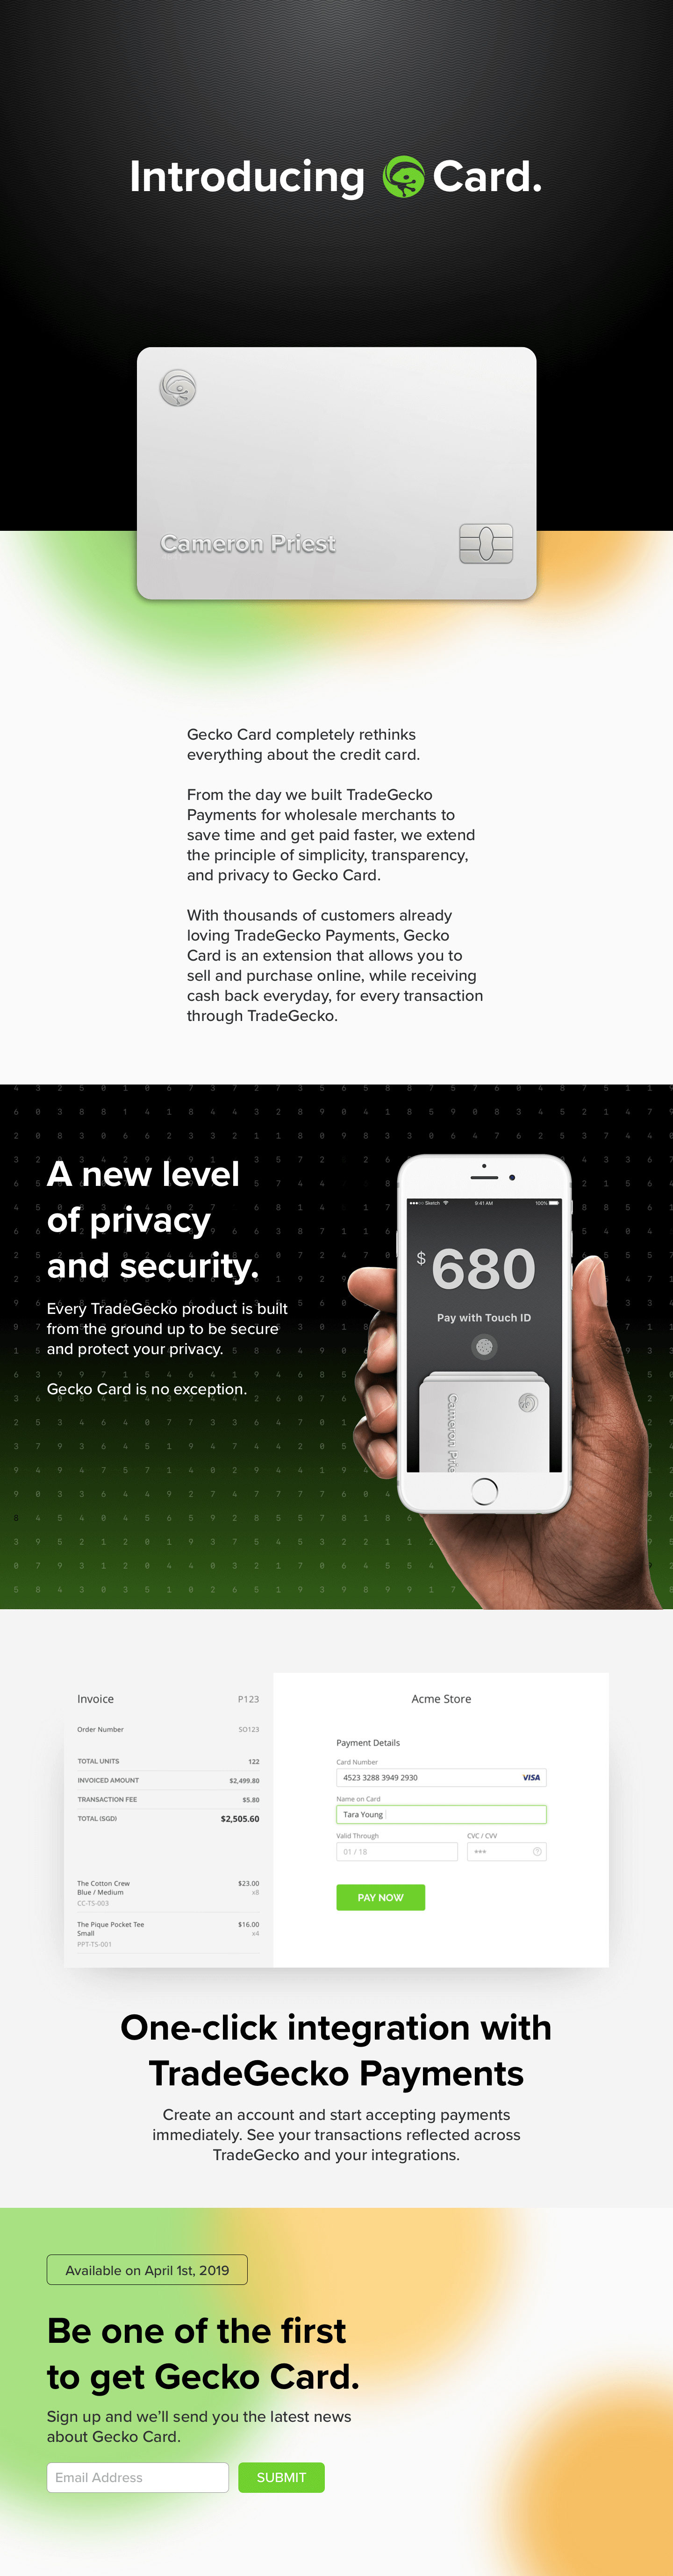 Introducing Card.
Cameron Priest
Gecko Card completely rethinks
everything about the credit card.
From the day we built TradeGecko
Payments for wholesale merchants to
save time and get paid faster, we extend
the principle of simplicity, transparency,
and privacy to Gecko Card.
With thousands of customers already
loving TradeGecko Payments, Gecko
Card is an extension that allows you to
sell and purchase online, while receiving
cash back everyday, for every transaction
through TradeGecko.
A new level
of privacy
and security.
Every TradeGecko product is built
from the ground up to be secure
and protect your privacy.
Gecko Card is no exception.
Sketch 9:41 AM 100%
$680
Pay with Touch ID
Cameron Prie
Invoice P123
Order Number SO123
TOTAL UNITS 122
INVOICED AMOUNT $2,499.80
TRANSACTION FEE $5.80
TOTAL (SGD) $2,505.60
The Cotton Crew $23.00
Blue / Medium x8
CC-TS-003
The Pique Pocket Tee $16.00
Small x4
PPT-TS-001
Acme Store
Payment Details
Card Number
4523 3288 3949 2930 VISA
Name on Card
Tara Young
Valid Through CVC / CVV
01 / 18 ••• ?
PAY NOW
One-click integration with
TradeGecko Payments
Create an account and start accepting payments
immediately. See your transactions reflected across
TradeGecko and your integrations.
Available on April 1st, 2019
Be one of the first
to get Gecko Card.
Sign up and we'll send you the latest news
about Gecko Card.
Email Address SUBMIT